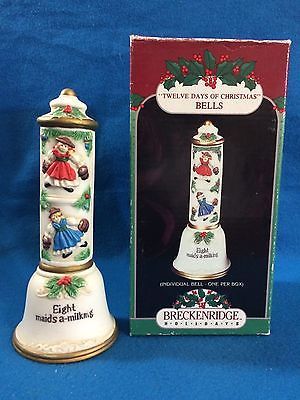 "TWELVE DAYS OF CHRISTMAS"
BELLS
Eight
maids a-milking
Eight
maids a-milking
(INDIVIDUAL BELL - ONE PER BOX)
BRECKENRIDGE
HOLIDAYS